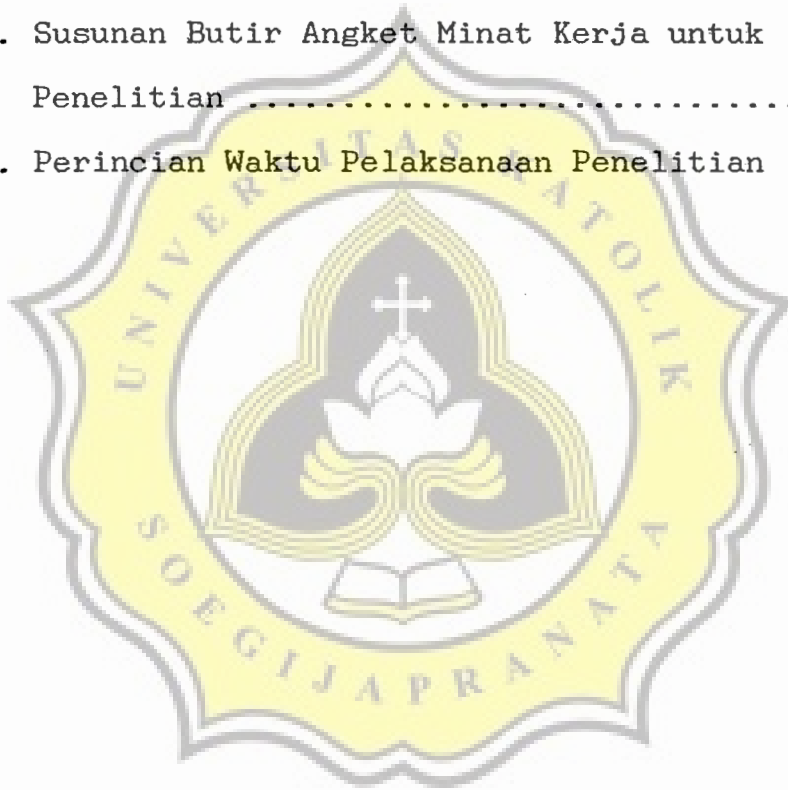 . Susunan Butir Angket Minat Kerja untuk
Penelitian ..............................
. Perincian Waktu Pelaksanaan Penelitian
UNIVERSITAS KATOLIK
SOEGIJAPRANATA